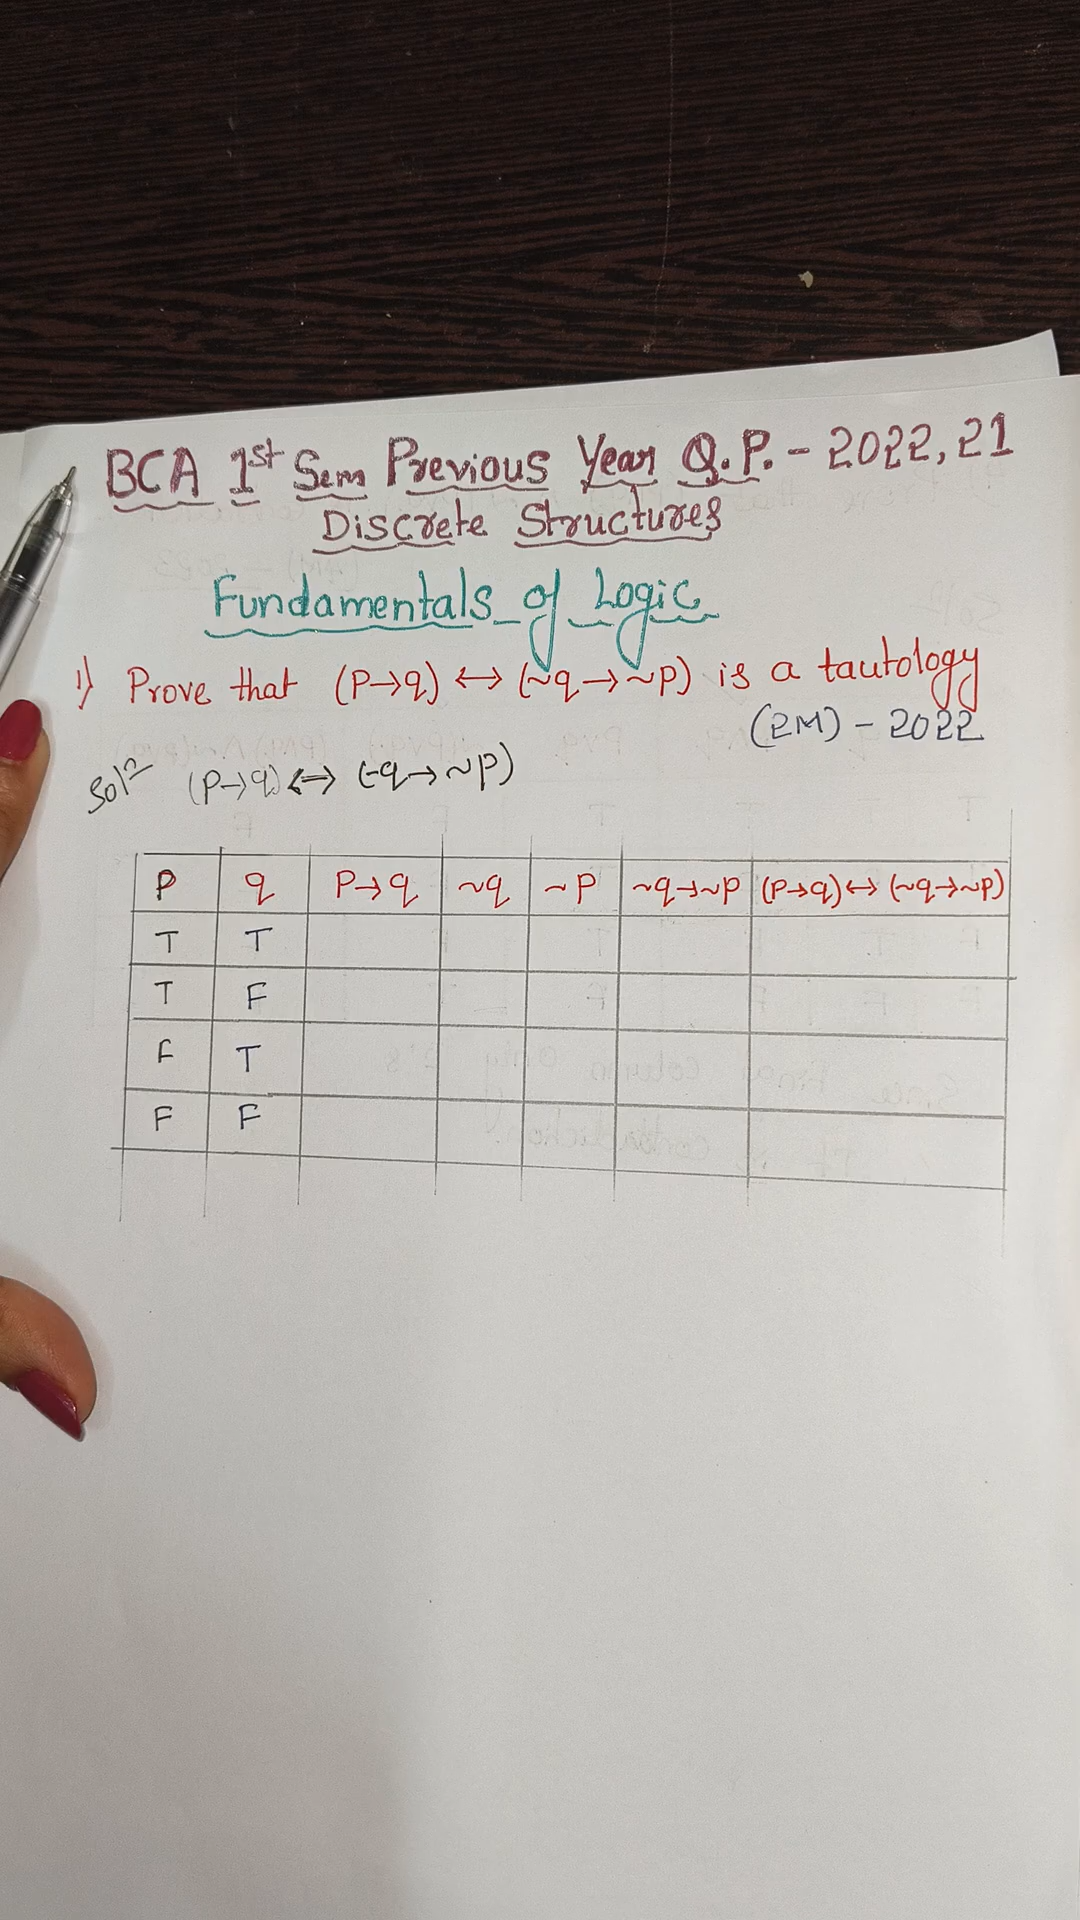 BCA 1st Sem Previous Year Q.P. - 2022, 21
Discrete Structures
Fundamentals of Logic
1) Prove that (P→q) ↔ (~q→~p) is a tautology
(2M) - 2022
Solⁿ (P→q) ↔ (~q→~p)
P q P→q ~q ~P ~q→~p (P→q)↔(~q→~p)
T T
T F
F T
F F